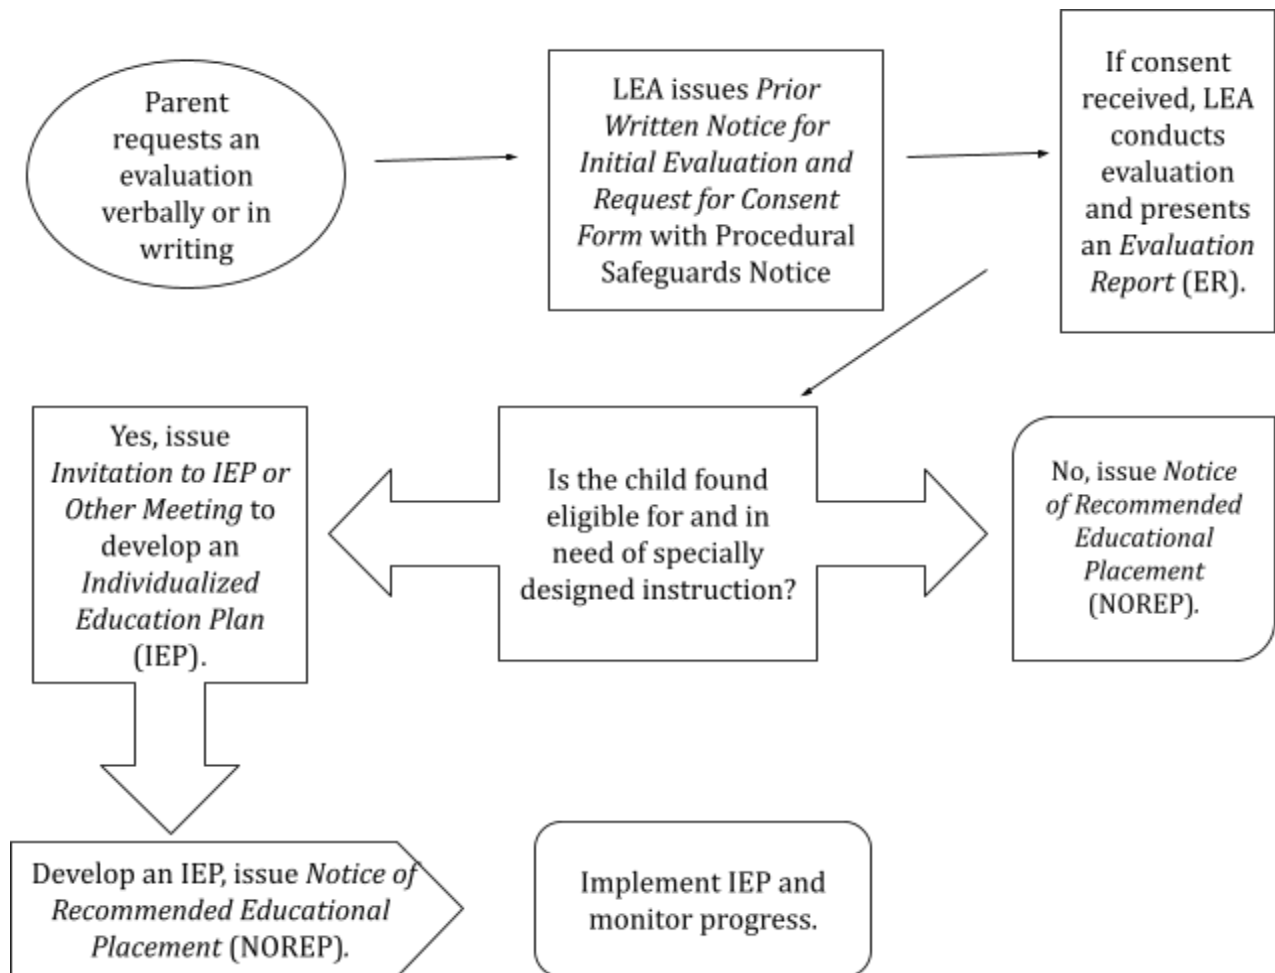 Parent
requests an
evaluation
verbally or in
writing
LEA issues Prior
Written Notice for
Initial Evaluation and
Request for Consent
Form with Procedural
Safeguards Notice
If consent
received, LEA
conducts
evaluation
and presents
an Evaluation
Report (ER).
Yes, issue
Invitation to IEP or
Other Meeting to
develop an
Individualized
Education Plan
(IEP).
Is the child found
eligible for and in
need of specially
designed instruction?
No, issue Notice
of Recommended
Educational
Placement
(NOREP).
Develop an IEP, issue Notice of
Recommended Educational
Placement (NOREP).
Implement IEP and
monitor progress.